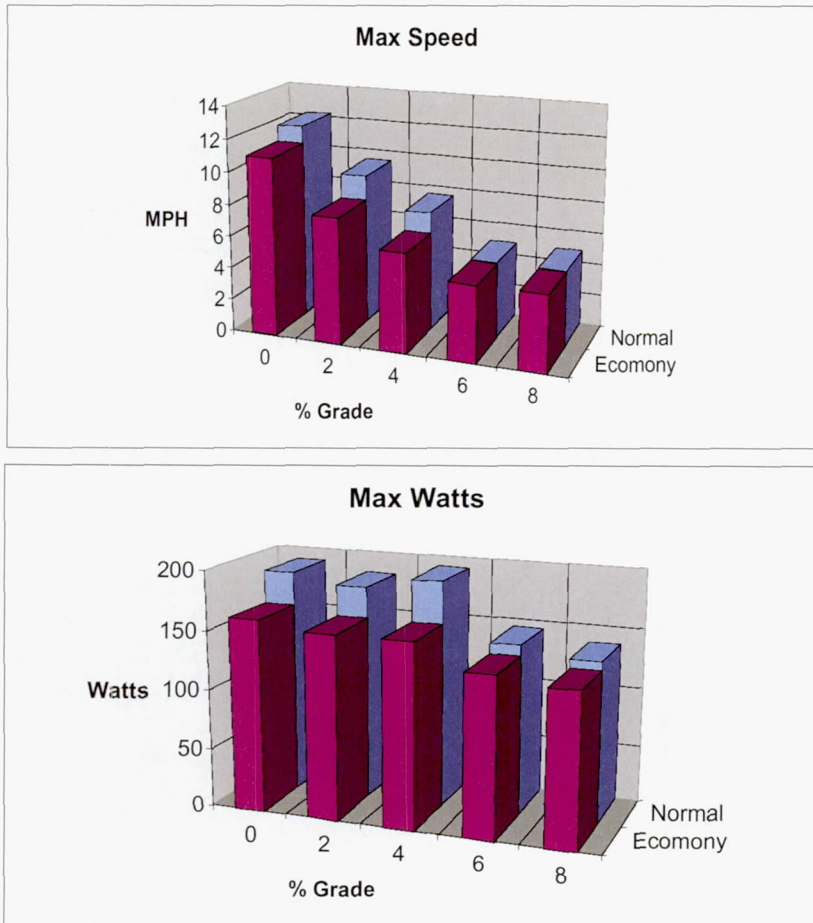 Max Speed
14
12
10
8
6
4
2
0
MPH
0 2 4 6 8
% Grade
Normal
Ecomony
Max Watts
200
150
100
50
0
Watts
0 2 4 6 8
% Grade
Normal
Ecomony